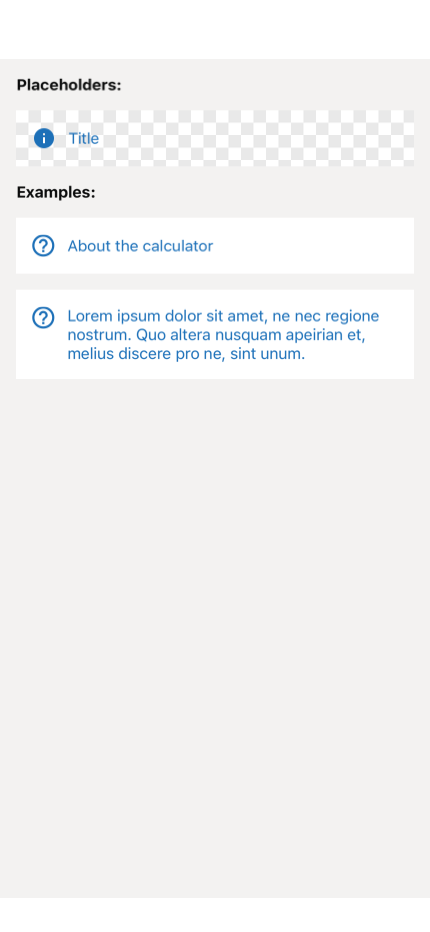 Placeholders:
Title
Examples:
About the calculator
Lorem ipsum dolor sit amet, ne nec regione
nostrum. Quo altera nusquam apeirian et,
melius discere pro ne, sint unum.